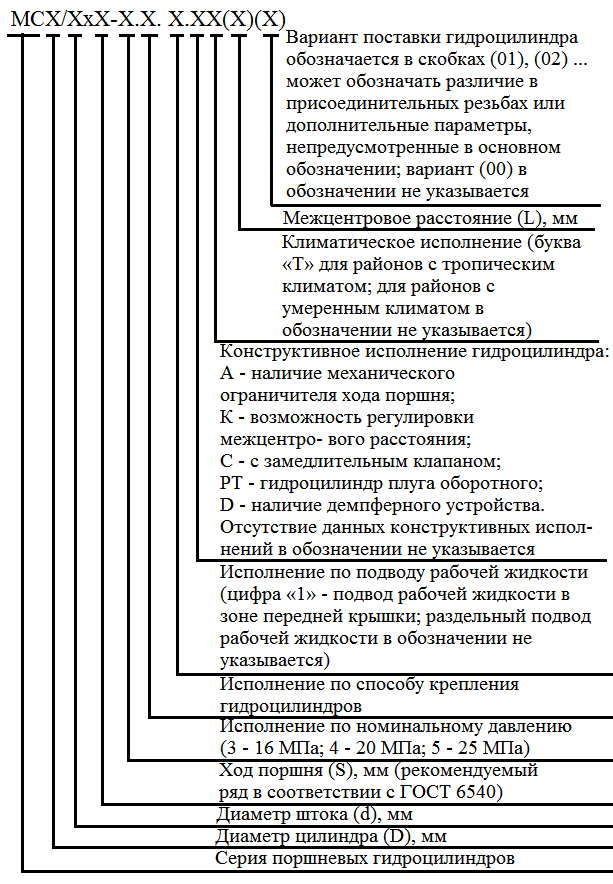 МСХ/ХхХ-Х.Х. Х.ХХ(Х)(Х)
Вариант поставки гидроцилиндра
обозначается в скобках (01), (02) ...
может обозначать различие в
присоединительных резьбах или
дополнительные параметры,
непредусмотренные в основном
обозначении; вариант (00) в
обозначении не указывается
Межцентровое расстояние (L), мм
Климатическое исполнение (буква
«Т» для районов с тропическим
климатом; для районов с
умеренным климатом в
обозначении не указывается)
Конструктивное исполнение гидроцилиндра:
А - наличие механического
ограничителя хода поршня;
К - возможность регулировки
межцентро- вого расстояния;
С - с замедлительным клапаном;
РТ - гидроцилиндр плуга оборотного;
D - наличие демпферного устройства.
Отсутствие данных конструктивных испол-
нений в обозначении не указывается
Исполнение по подводу рабочей жидкости
(цифра «1» - подвод рабочей жидкости в
зоне передней крышки; раздельный подвод
рабочей жидкости в обозначении не
указывается)
Исполнение по способу крепления
гидроцилиндров
Исполнение по номинальному давлению
(3 - 16 МПа; 4 - 20 МПа; 5 - 25 МПа)
Ход поршня (S), мм (рекомендуемый
ряд в соответствии с ГОСТ 6540)
Диаметр штока (d), мм
Диаметр цилиндра (D), мм
Серия поршневых гидроцилиндров